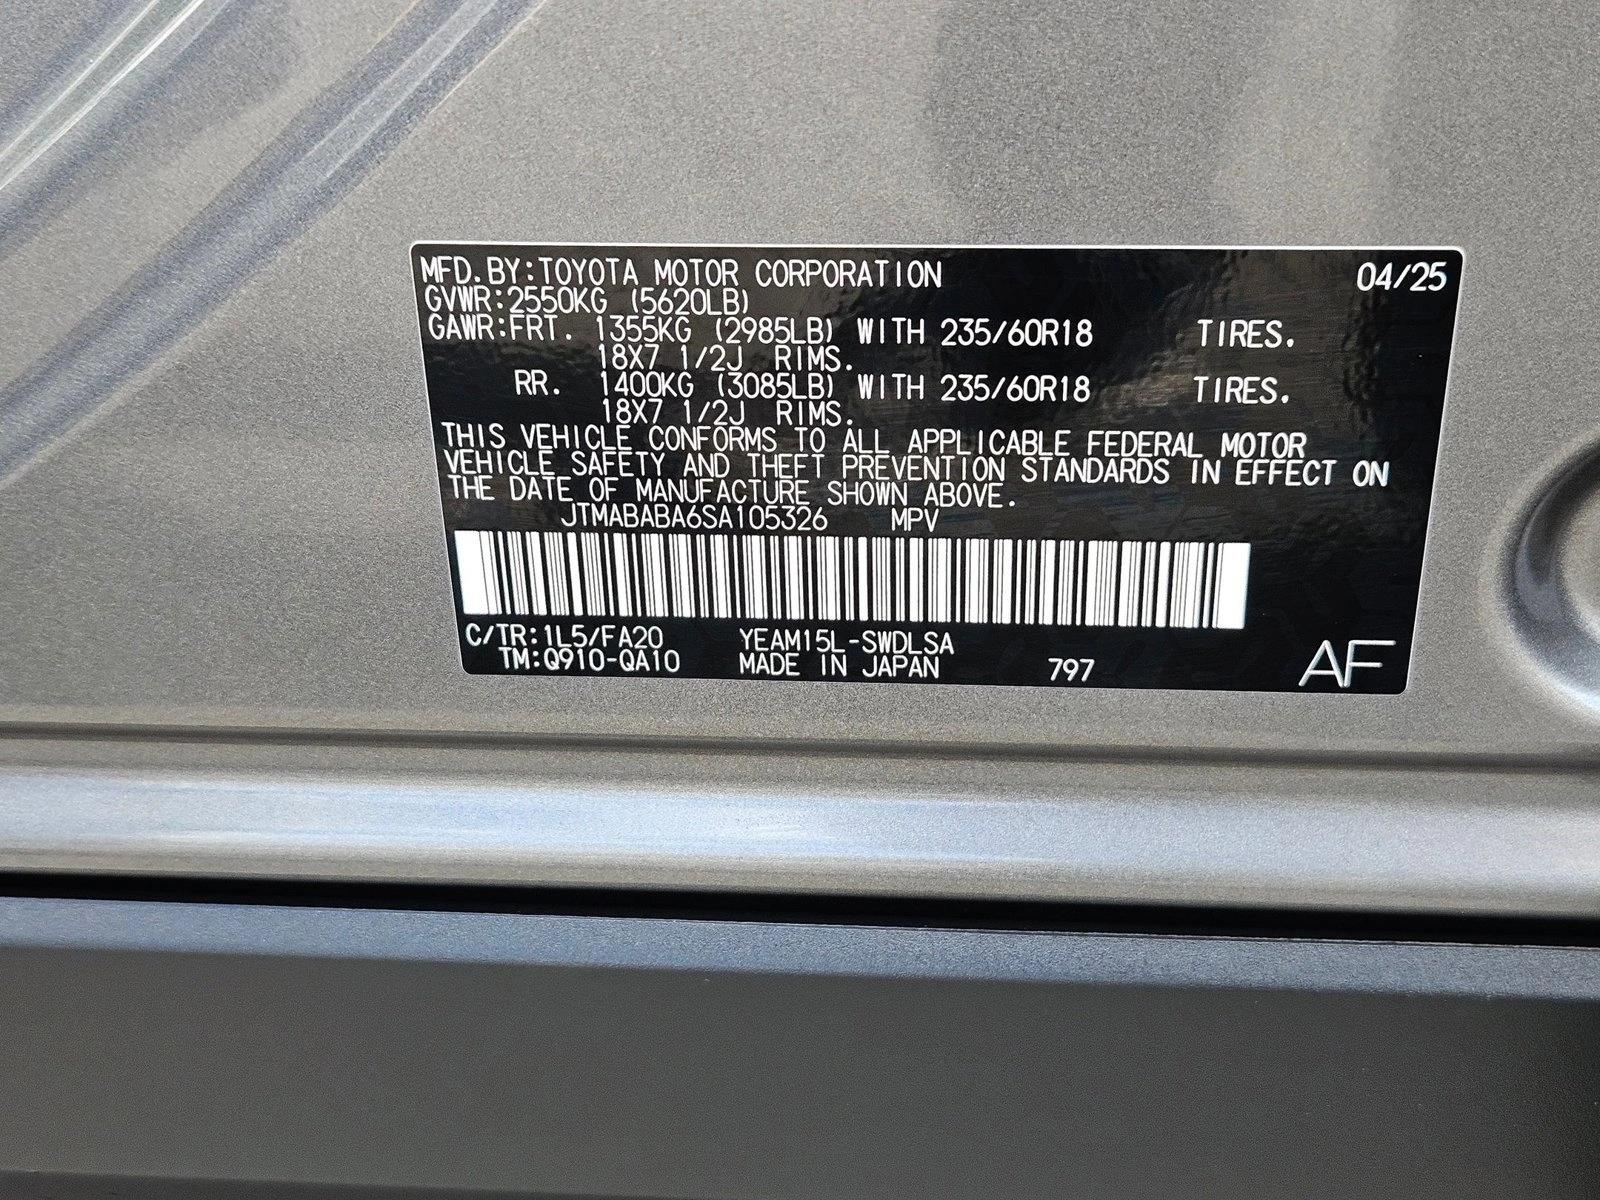 MFD. BY:TOYOTA MOTOR CORPORATION 04/25
GVWR:2550KG (5620LB)
GAWR:FRT. 1355KG (2985LB) WITH 235/60R18 TIRES.
18X7 1/2J RIMS.
RR. 1400KG (3085LB) WITH 235/60R18 TIRES.
18X7 1/2J RIMS.
THIS VEHICLE CONFORMS TO ALL APPLICABLE FEDERAL MOTOR
VEHICLE SAFETY AND THEFT PREVENTION STANDARDS IN EFFECT ON
THE DATE OF MANUFACTURE SHOWN ABOVE.
JTMABABA6SA105326 MPV
C/TR:1L5/FA20 YEAM15L-SWDLSA
TM:Q910-QA10 MADE IN JAPAN 797 AF